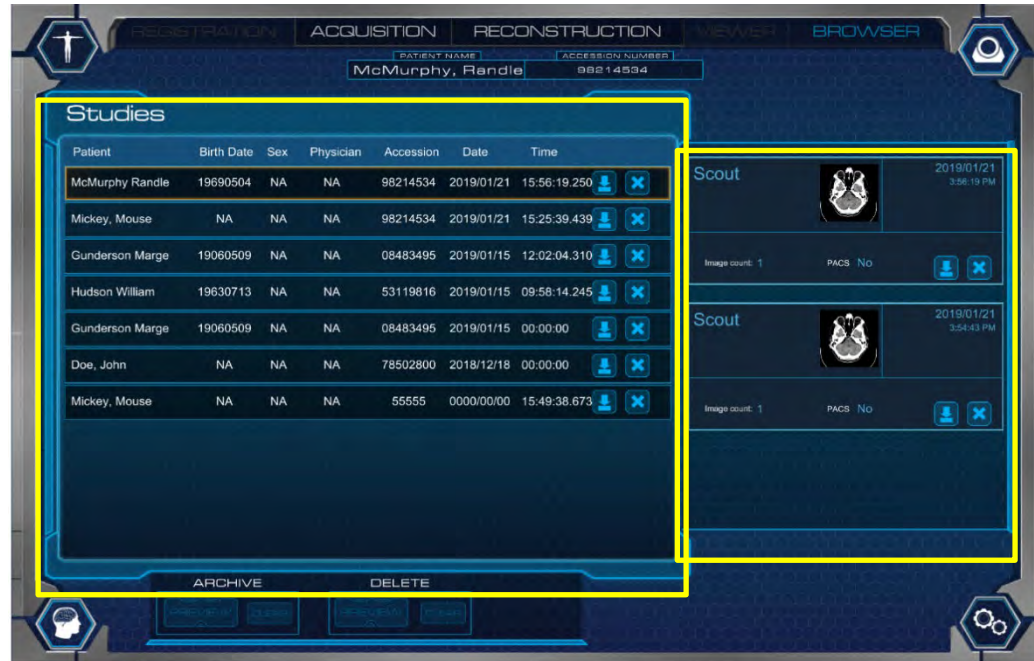 REGISTRATION ACQUISITION RECONSTRUCTION VIEWER BROWSER
PATIENT NAME ACCESSION NUMBER
McMurphy, Randle 98214534
Studies
Patient Birth Date Sex Physician Accession Date Time
McMurphy Randle 19690504 NA NA 98214534 2019/01/21 15:56:19.250
Mickey, Mouse NA NA NA 98214534 2019/01/21 15:25:39.439
Gunderson Marge 19060509 NA NA 08483495 2019/01/15 12:02:04.310
Hudson William 19630713 NA NA 53119816 2019/01/15 09:58:14.245
Gunderson Marge 19060509 NA NA 08483495 2019/01/15 00:00:00
Doe, John NA NA NA 78502800 2018/12/18 00:00:00
Mickey, Mouse NA NA NA 55555 0000/00/00 15:49:38.673
Scout 2019/01/21
3:56:19 PM
Image count: 1 PACS No
Scout 2019/01/21
3:54:43 PM
Image count: 1 PACS No
ARCHIVE DELETE